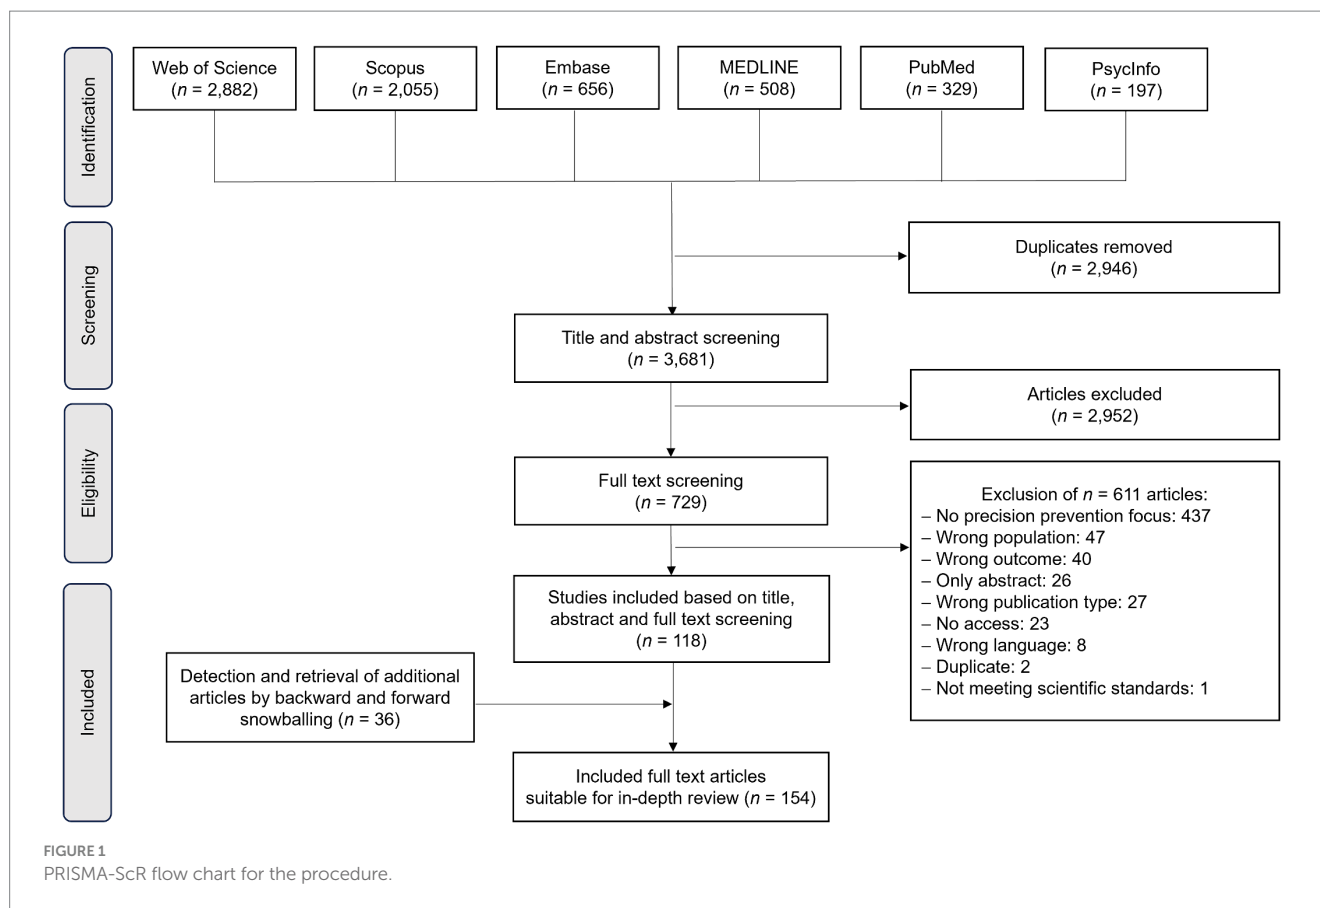 Identification
Web of Science
(n = 2,882)
Scopus
(n = 2,055)
Embase
(n = 656)
MEDLINE
(n = 508)
PubMed
(n = 329)
PsycInfo
(n = 197)
Screening
Duplicates removed
(n = 2,946)
Title and abstract screening
(n = 3,681)
Articles excluded
(n = 2,952)
Eligibility
Full text screening
(n = 729)
Exclusion of n = 611 articles:
– No precision prevention focus: 437
– Wrong population: 47
– Wrong outcome: 40
– Only abstract: 26
– Wrong publication type: 27
– No access: 23
– Wrong language: 8
– Duplicate: 2
– Not meeting scientific standards: 1
Included
Studies included based on title,
abstract and full text screening
(n = 118)
Detection and retrieval of additional
articles by backward and forward
snowballing (n = 36)
Included full text articles
suitable for in-depth review (n = 154)
FIGURE 1
PRISMA-ScR flow chart for the procedure.